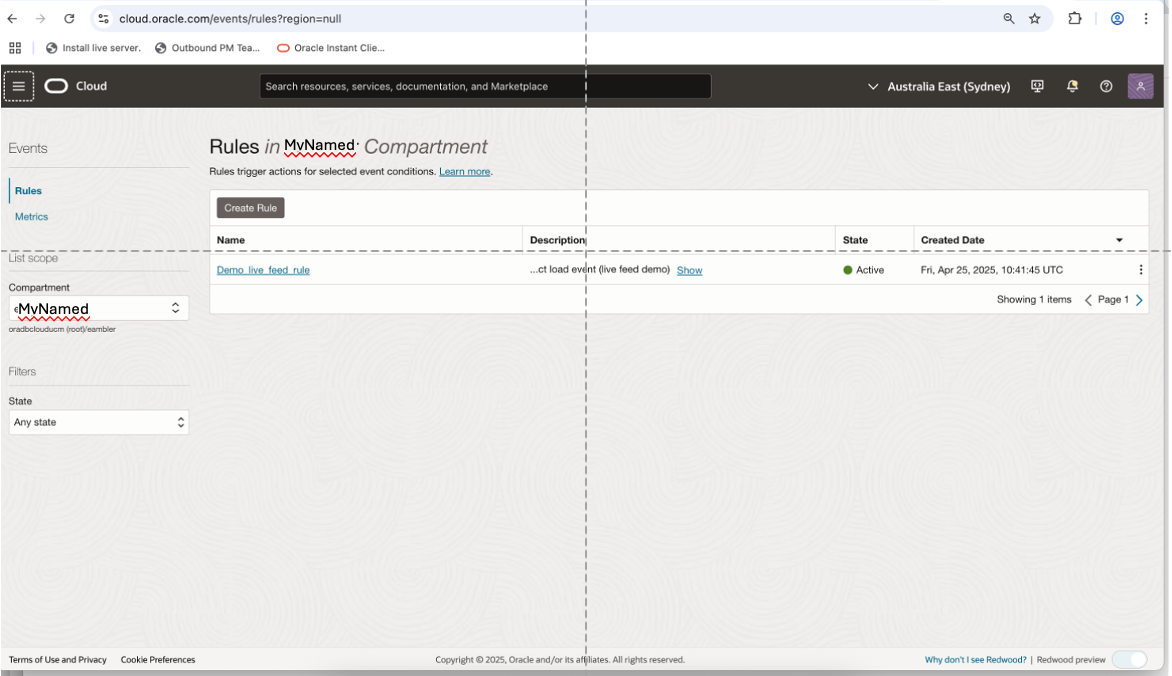 cloud.oracle.com/events/rules?region=null
Install live server. Outbound PM Tea... Oracle Instant Clie...
Cloud Search resources, services, documentation, and Marketplace Australia East (Sydney)
Events
Rules
Metrics
List scope
Compartment
MvNamed
oradbclouducm (root)/eambler
Filters
State
Any state
Rules in MvNamed Compartment
Rules trigger actions for selected event conditions. Learn more.
Create Rule
Name Description State Created Date
Demo_live_feed_rule ...ct load event (live feed demo) Show Active Fri, Apr 25, 2025, 10:41:45 UTC
Showing 1 items Page 1
Terms of Use and Privacy Cookie Preferences Copyright © 2025, Oracle and/or its affiliates. All rights reserved. Why don't I see Redwood? | Redwood preview